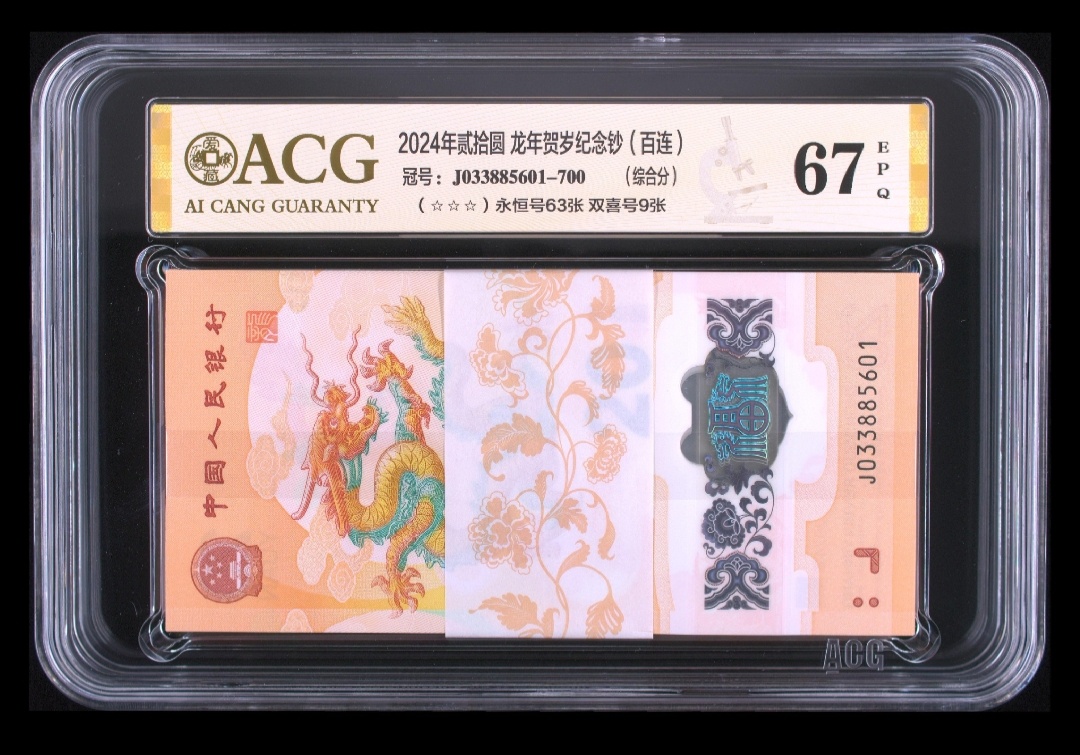 ACG
AI CANG GUARANTY
2024年贰拾圆 龙年贺岁纪念钞(百连)
冠号:J033885601-700 (综合分)
(☆☆☆)永恒号63张 双喜号9张
67
EPQ
中国人民银行
J033885601
ACG